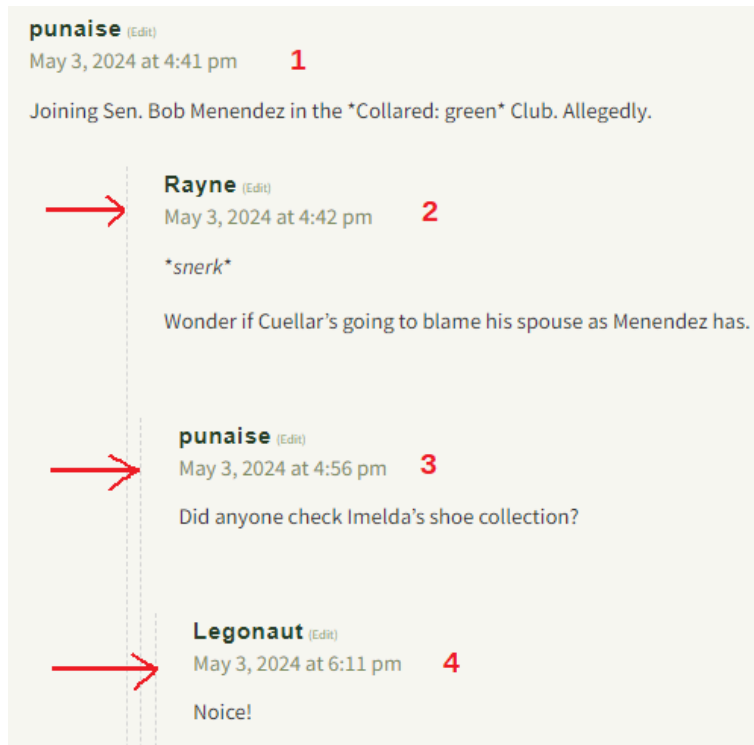 punaise (Edit)
May 3, 2024 at 4:41 pm 1
Joining Sen. Bob Menendez in the *Collared: green* Club. Allegedly.
Rayne (Edit)
May 3, 2024 at 4:42 pm 2
*snerk*
Wonder if Cuellar’s going to blame his spouse as Menendez has.
punaise (Edit)
May 3, 2024 at 4:56 pm 3
Did anyone check Imelda’s shoe collection?
Legonaut (Edit)
May 3, 2024 at 6:11 pm 4
Noice!